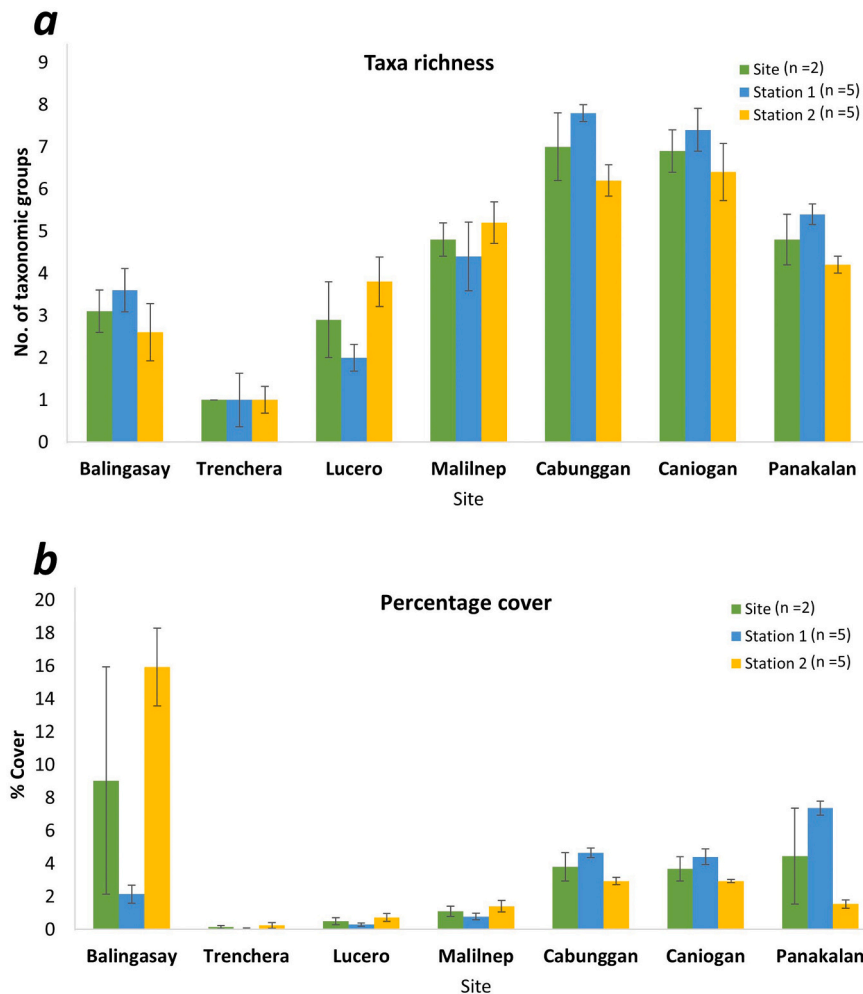 a
Taxa richness
Site (n =2)
Station 1 (n =5)
Station 2 (n =5)
No. of taxonomic groups
9
8
7
6
5
4
3
2
1
0
Balingasay Trenchera Lucero Malilnep Cabunggan Caniogan Panakalan
Site
b
Percentage cover
Site (n =2)
Station 1 (n =5)
Station 2 (n =5)
% Cover
20
18
16
14
12
10
8
6
4
2
0
Balingasay Trenchera Lucero Malilnep Cabunggan Caniogan Panakalan
Site